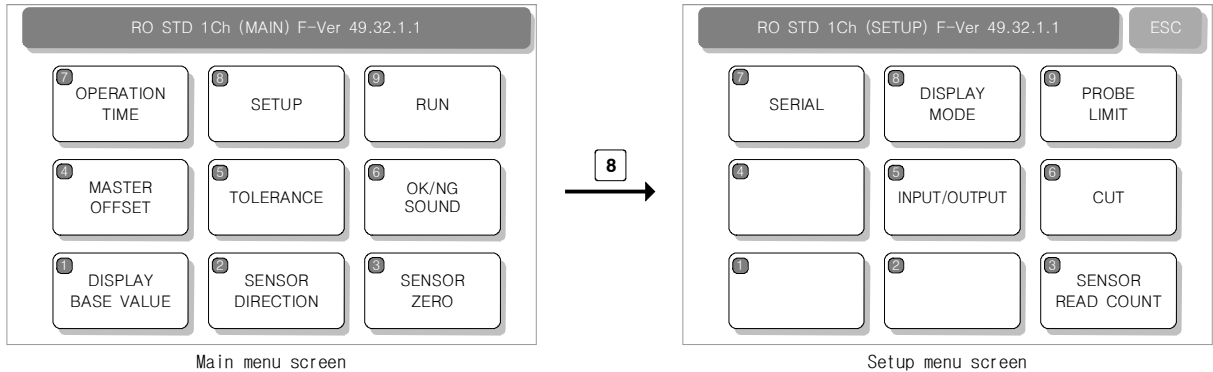 RO STD 1Ch (MAIN) F-Ver 49.32.1.1
7
OPERATION
TIME
8
SETUP
9
RUN
4
MASTER
OFFSET
5
TOLERANCE
6
OK/NG
SOUND
1
DISPLAY
BASE VALUE
2
SENSOR
DIRECTION
3
SENSOR
ZERO
Main menu screen
8
RO STD 1Ch (SETUP) F-Ver 49.32.1.1
ESC
7
SERIAL
8
DISPLAY
MODE
9
PROBE
LIMIT
4
5
INPUT/OUTPUT
6
CUT
1
2
3
SENSOR
READ COUNT
Setup menu screen